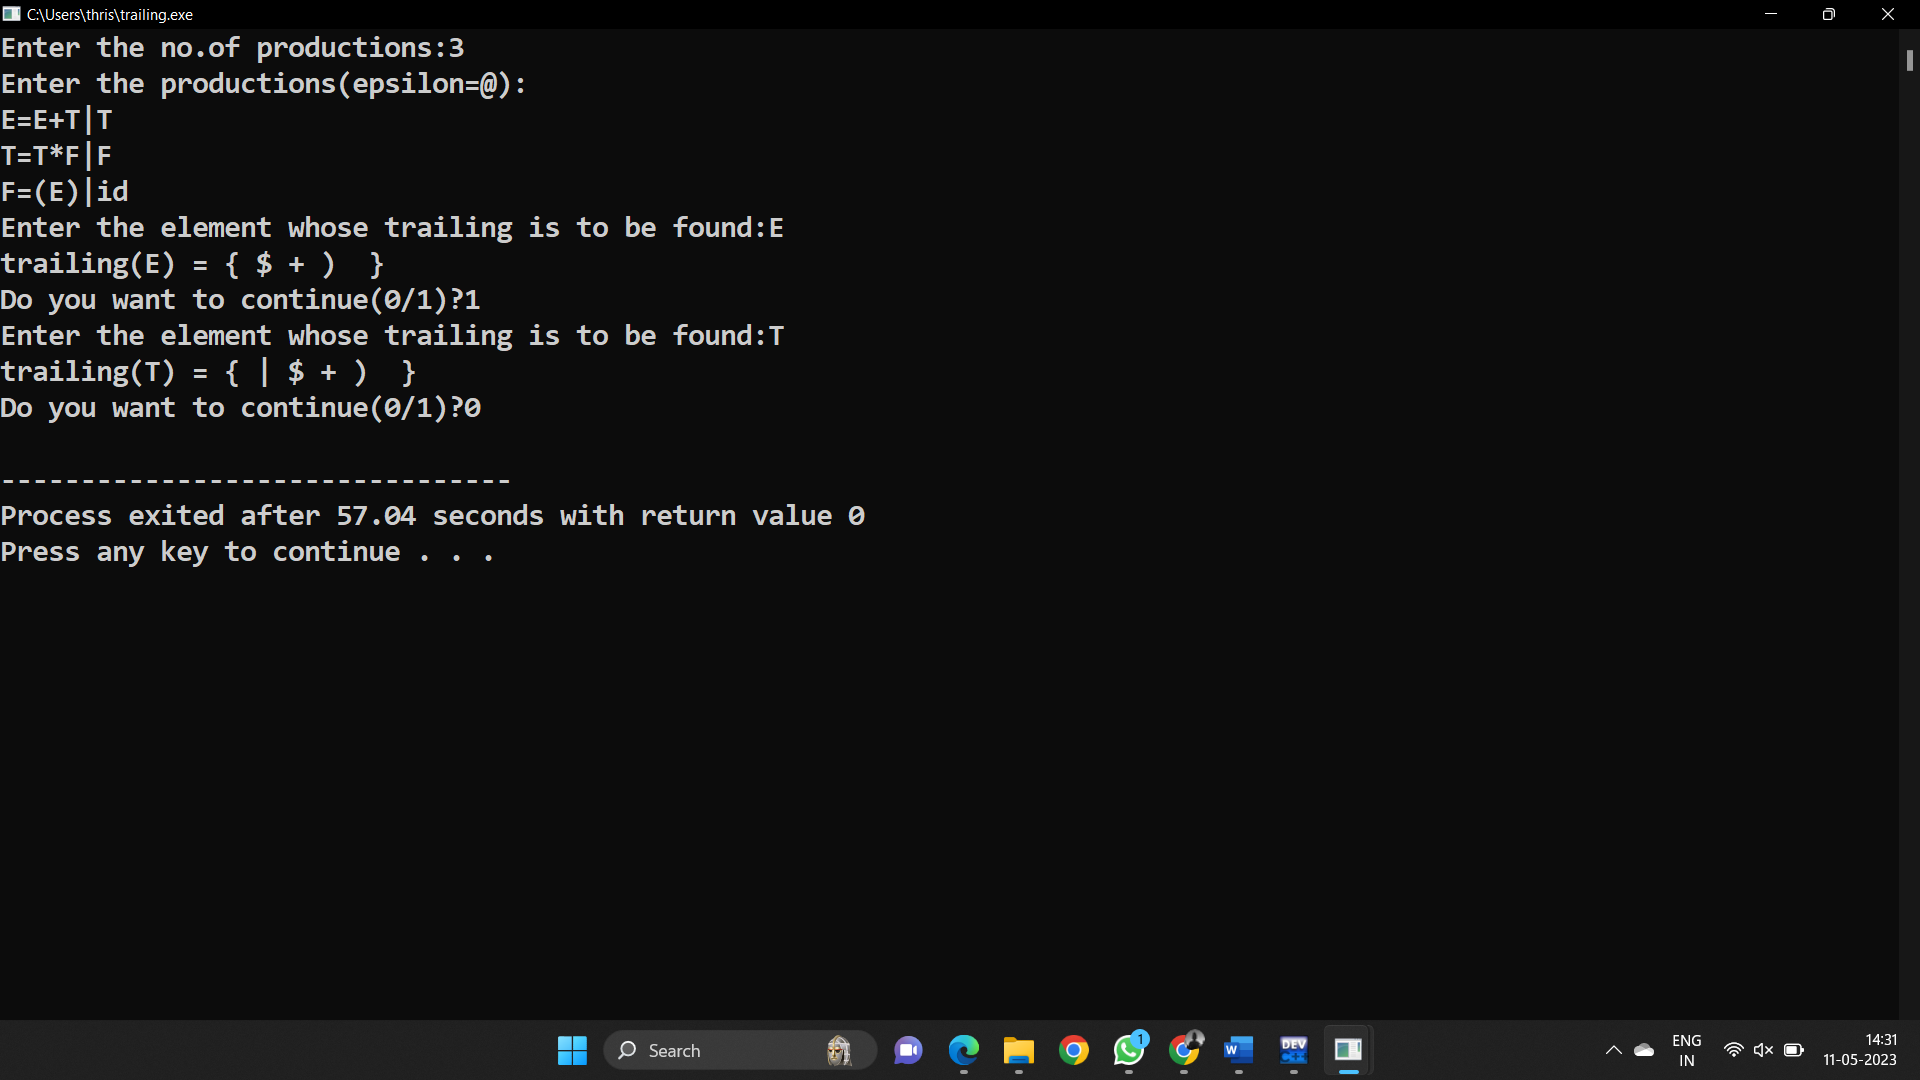 C:\Users\thris\trailing.exe
Enter the no.of productions:3
Enter the productions(epsilon=@):
E=E+T|T
T=T*F|F
F=(E)|id
Enter the element whose trailing is to be found:E
trailing(E) = { $ + )  }
Do you want to continue(0/1)?1
Enter the element whose trailing is to be found:T
trailing(T) = { | $ + )  }
Do you want to continue(0/1)?0
--------------------------------
Process exited after 57.04 seconds with return value 0
Press any key to continue . . .
Search
1
W
DEV
C++
ENG
IN
14:31
11-05-2023